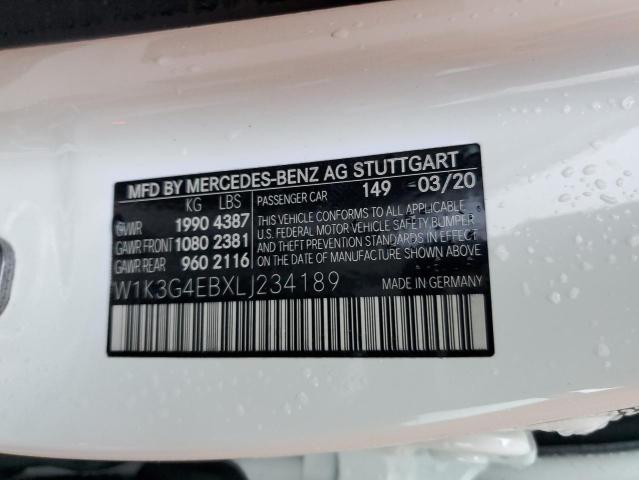 MFD BY MERCEDES-BENZ AG STUTTGART
KG LBS PASSENGER CAR 149 03/20
GVWR 1990 4387
GAWR FRONT 1080 2381
GAWR REAR 960 2116
THIS VEHICLE CONFORMS TO ALL APPLICABLE
U.S. FEDERAL MOTOR VEHICLE SAFETY BUMPER
AND THEFT PREVENTION STANDARDS IN EFFECT
ON THE DATE OF MANUFACTURE SHOWN ABOVE.
W1K3G4EBXLJ234189 MADE IN GERMANY